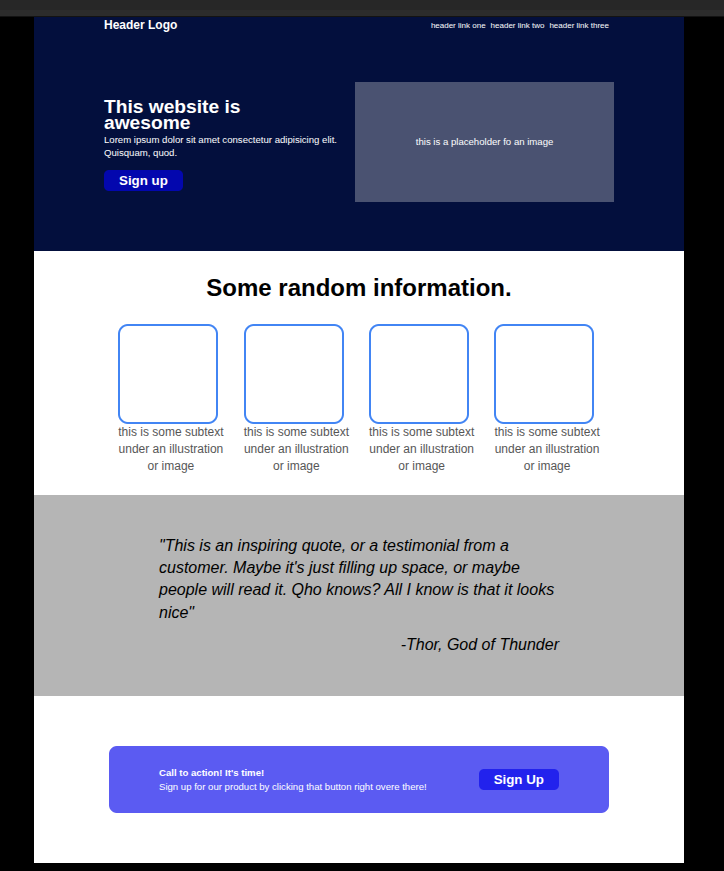 Header Logo
header link one header link two header link three
This website is
awesome
Lorem ipsum dolor sit amet consectetur adipisicing elit.
Quisquam, quod.
Sign up
this is a placeholder fo an image
Some random information.
this is some subtext
under an illustration
or image
this is some subtext
under an illustration
or image
this is some subtext
under an illustration
or image
this is some subtext
under an illustration
or image
"This is an inspiring quote, or a testimonial from a
customer. Maybe it's just filling up space, or maybe
people will read it. Qho knows? All I know is that it looks
nice"
-Thor, God of Thunder
Call to action! It's time!
Sign up for our product by clicking that button right overe there!
Sign Up